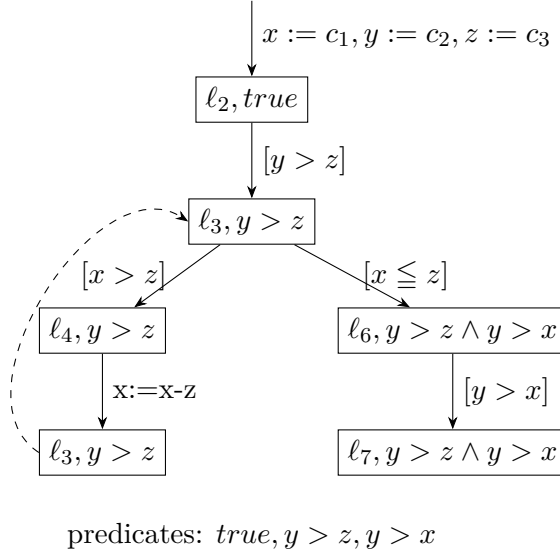 x := c₁, y := c₂, z := c₃
ℓ₂, true
[y > z]
ℓ₃, y > z
[x > z] [x ≦ z]
ℓ₄, y > z ℓ₆, y > z ∧ y > x
x:=x-z [y > x]
ℓ₃, y > z ℓ₇, y > z ∧ y > x
predicates: true, y > z, y > x